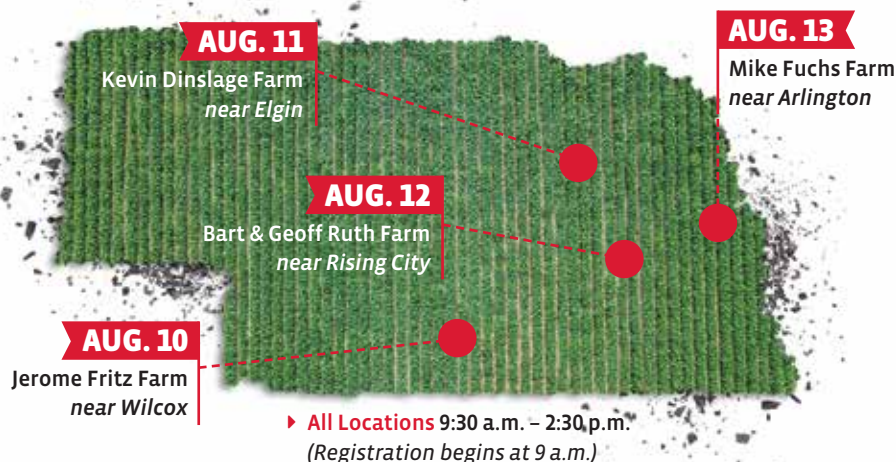 AUG. 11
Kevin Dinslage Farm
near Elgin
AUG. 13
Mike Fuchs Farm
near Arlington
AUG. 12
Bart & Geoff Ruth Farm
near Rising City
AUG. 10
Jerome Fritz Farm
near Wilcox
All Locations 9:30 a.m. – 2:30 p.m.
(Registration begins at 9 a.m.)